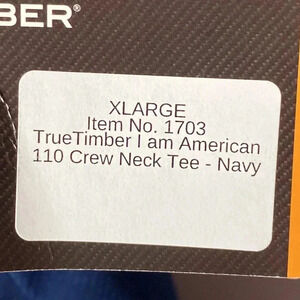 BER®
XLARGE
Item No. 1703
TrueTimber I am American
110 Crew Neck Tee - Navy